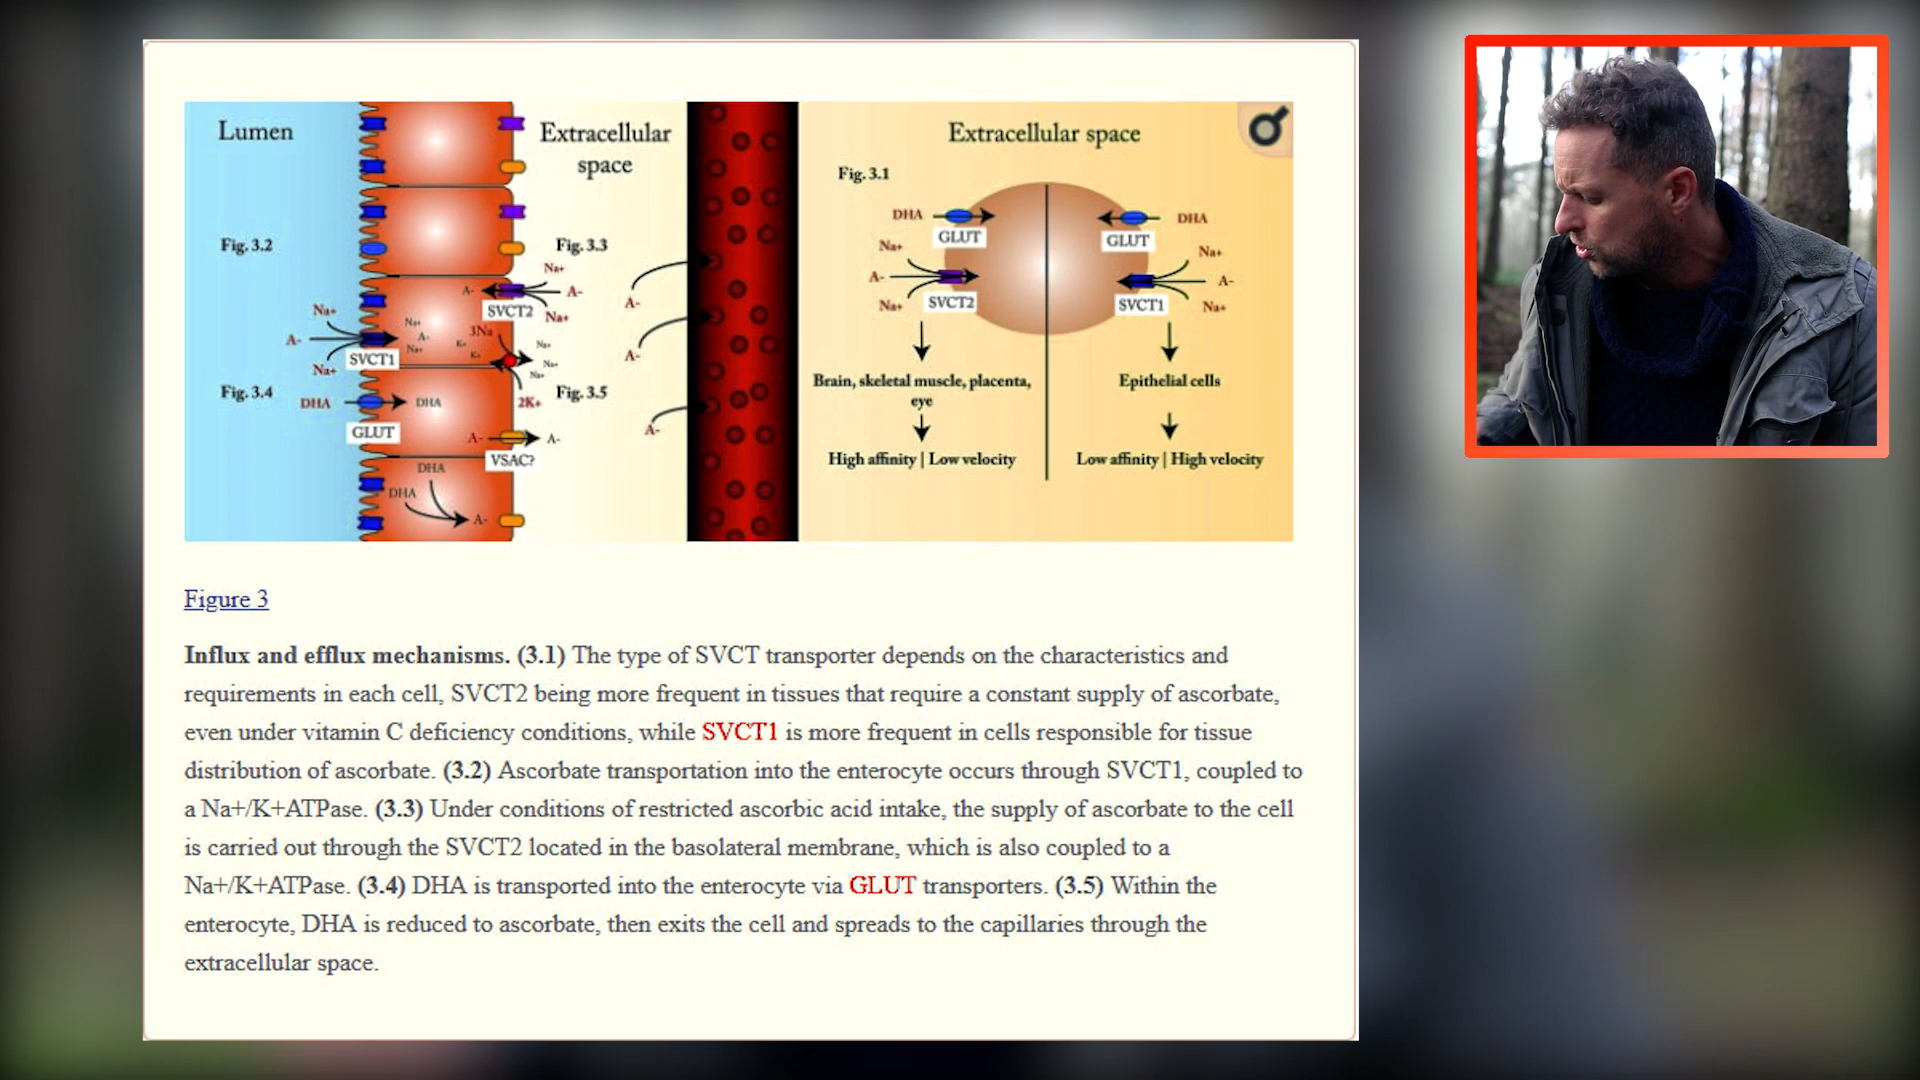 Lumen
Extracellular
space
Extracellular space
Fig. 3.1
DHA
GLUT
Na+
A-
Na+
SVCT2
DHA
GLUT
Na+
A-
Na+
SVCT1
Brain, skeletal muscle, placenta,
eye
High affinity | Low velocity
Epithelial cells
Low affinity | High velocity
Fig. 3.2
Fig. 3.3
Na+
A-
A-
SVCT2
Na+
A-
Na+
A-
Na+
SVCT1
Na+
A-
Na+
3Na
K+
K+
Na+
Na+
Na+
A-
Fig. 3.4
DHA
DHA
GLUT
2K+
Fig. 3.5
A-
A-
VSAC?
A-
DHA
DHA
A-
Figure 3
Influx and efflux mechanisms. (3.1) The type of SVCT transporter depends on the characteristics and
requirements in each cell, SVCT2 being more frequent in tissues that require a constant supply of ascorbate,
even under vitamin C deficiency conditions, while SVCT1 is more frequent in cells responsible for tissue
distribution of ascorbate. (3.2) Ascorbate transportation into the enterocyte occurs through SVCT1, coupled to
a Na+/K+ATPase. (3.3) Under conditions of restricted ascorbic acid intake, the supply of ascorbate to the cell
is carried out through the SVCT2 located in the basolateral membrane, which is also coupled to a
Na+/K+ATPase. (3.4) DHA is transported into the enterocyte via GLUT transporters. (3.5) Within the
enterocyte, DHA is reduced to ascorbate, then exits the cell and spreads to the capillaries through the
extracellular space.